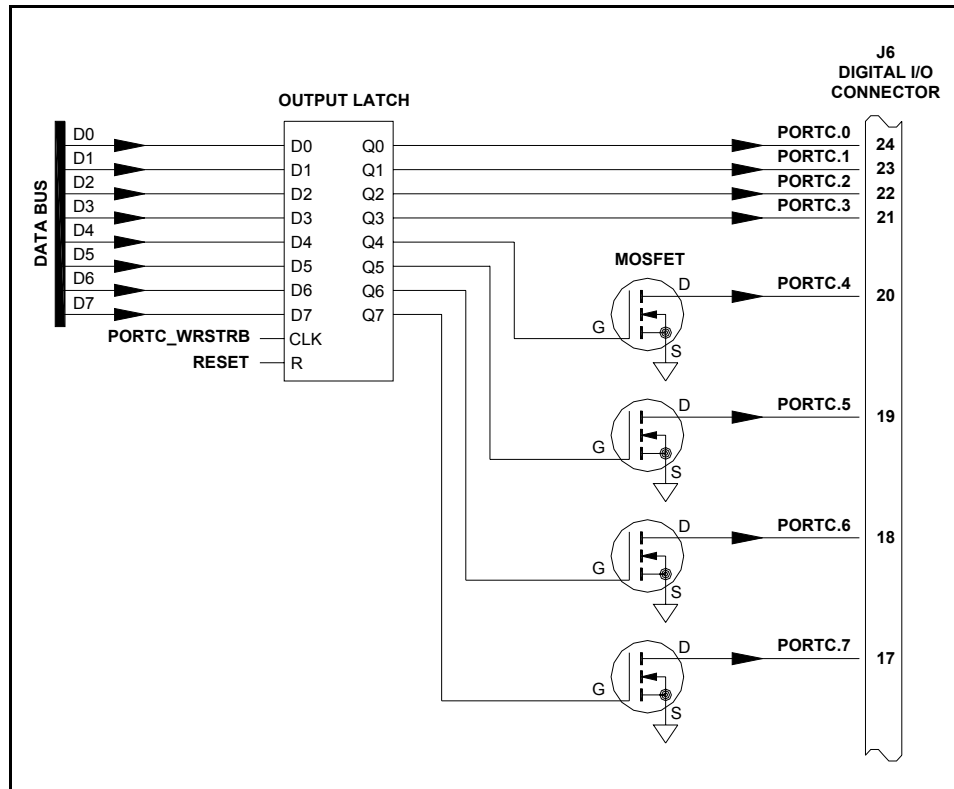 J6
DIGITAL I/O
CONNECTOR
OUTPUT LATCH
DATA BUS
D0
D1
D2
D3
D4
D5
D6
D7
D0 Q0
D1 Q1
D2 Q2
D3 Q3
D4 Q4
D5 Q5
D6 Q6
D7 Q7
PORTC_WRSTRB CLK
RESET R
PORTC.0 24
PORTC.1 23
PORTC.2 22
PORTC.3 21
MOSFET
D PORTC.4 20
G
S
D PORTC.5 19
G
S
D PORTC.6 18
G
S
D PORTC.7 17
G
S